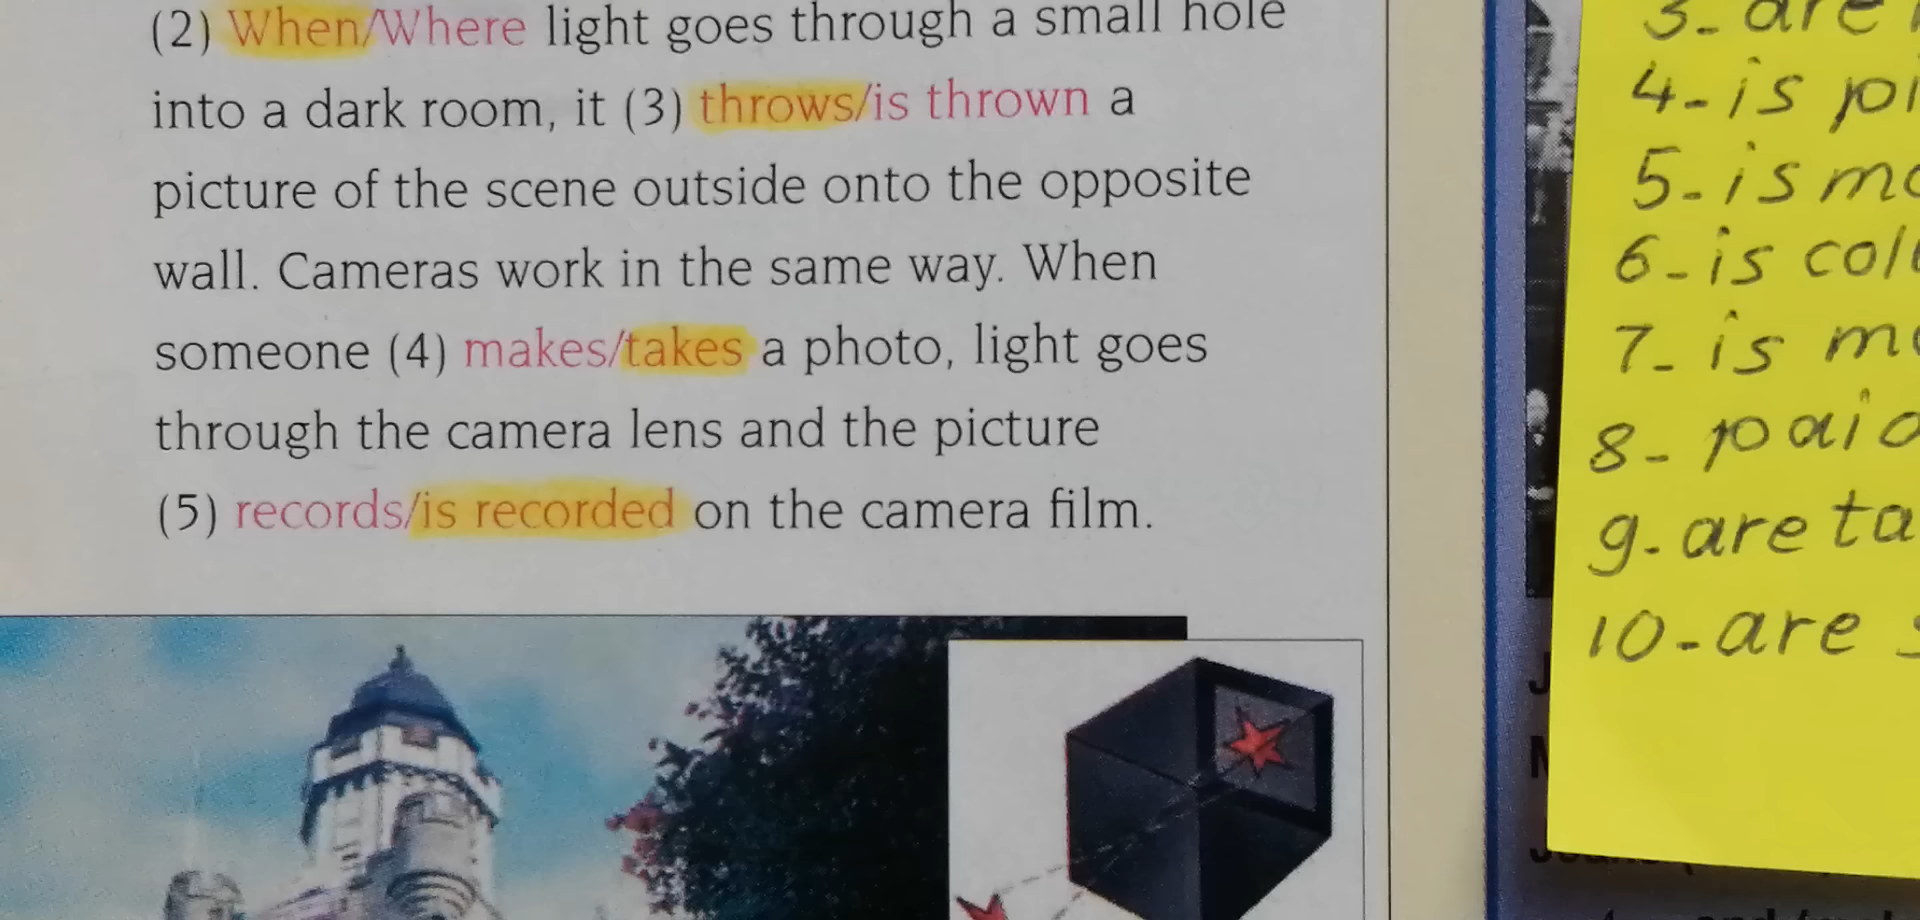 (2) When/Where light goes through a small hole
into a dark room, it (3) throws/is thrown a
picture of the scene outside onto the opposite
wall. Cameras work in the same way. When
someone (4) makes/takes a photo, light goes
through the camera lens and the picture
(5) records/is recorded on the camera film.
3- are
4- is
5- is
6- is
7- is
8-
9- are
10- are